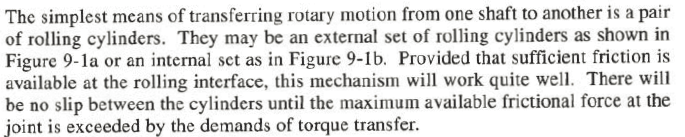 The simplest means of transferring rotary motion from one shaft to another is a pair
of rolling cylinders. They may be an external set of rolling cylinders as shown in
Figure 9-1a or an internal set as in Figure 9-1b. Provided that sufficient friction is
available at the rolling interface, this mechanism will work quite well. There will
be no slip between the cylinders until the maximum available frictional force at the
joint is exceeded by the demands of torque transfer.